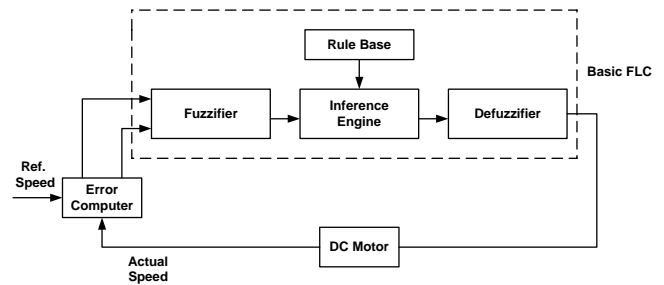 Rule Base
Basic FLC
Fuzzifier
Inference
Engine
Defuzzifier
Ref.
Speed
Error
Computer
DC Motor
Actual
Speed